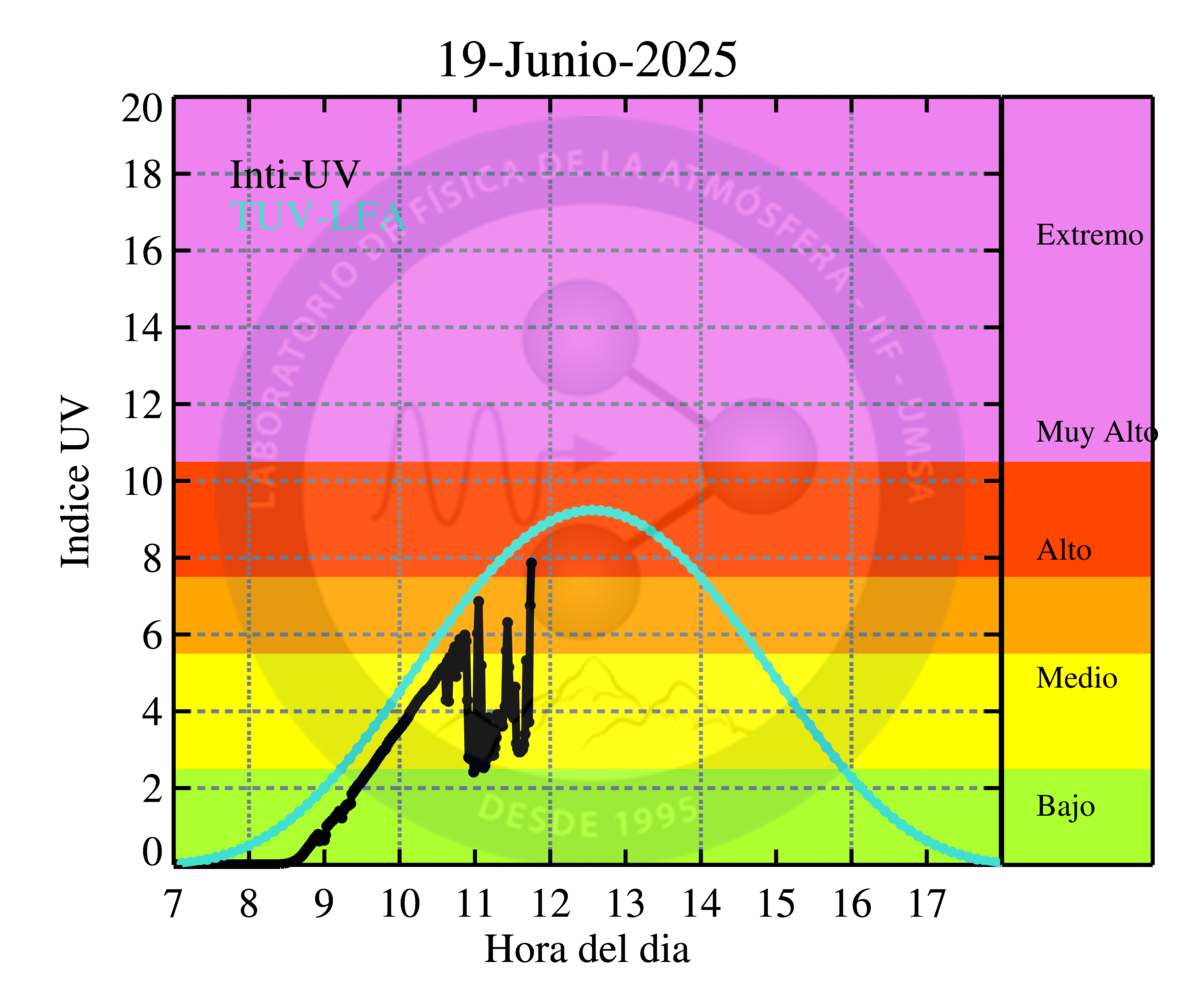 19-Junio-2025
20
18
16
14
12
10
8
6
4
2
0
Indice UV
Inti-UV
TUV-LFA
LABORATORIO DE FÍSICA DE LA ATMÓSFERA - IIF - UMSA
DESDE 1995
Extremo
Muy Alto
Alto
Medio
Bajo
7 8 9 10 11 12 13 14 15 16 17
Hora del dia